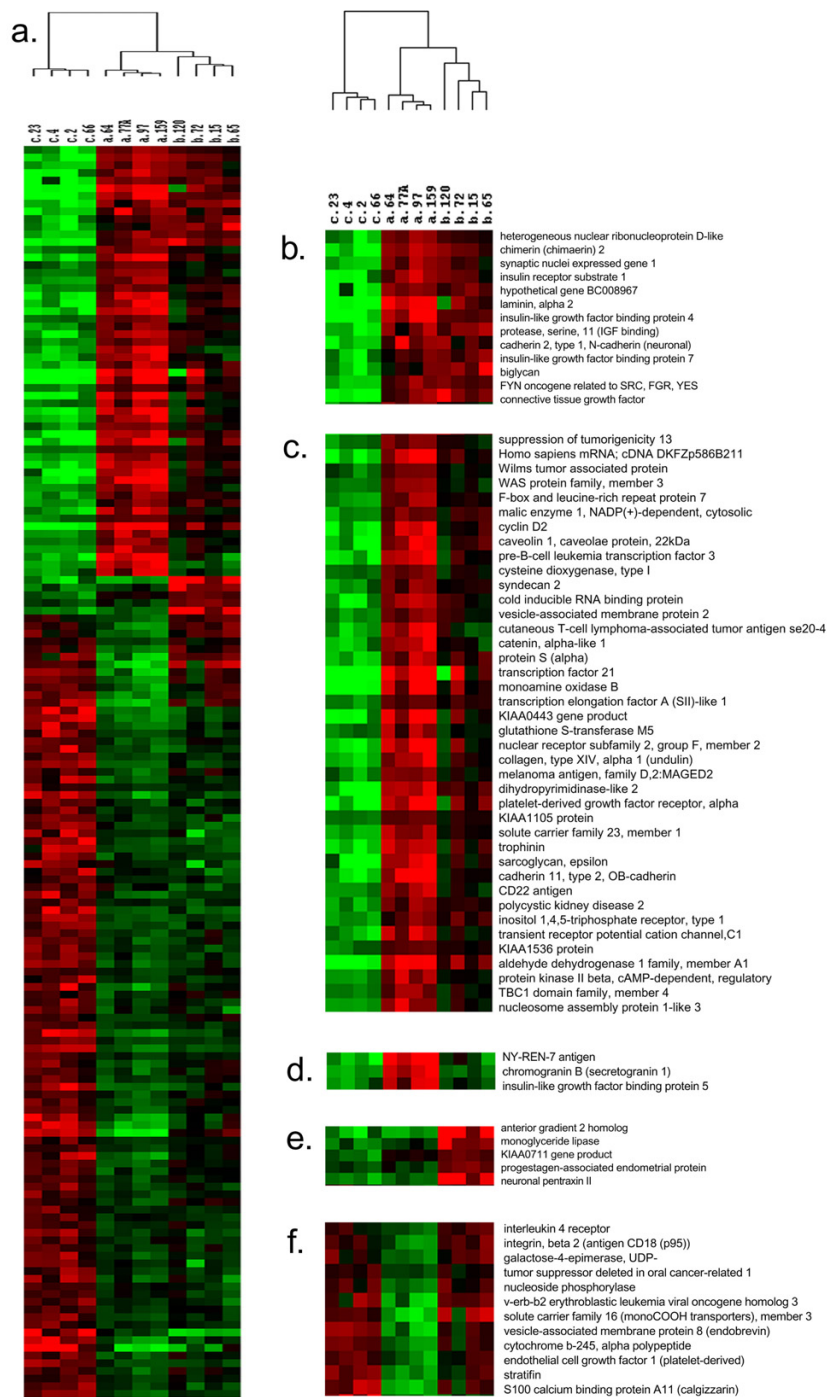 a.
c.23
c.4
c.2
c.66
a.64
a.77A
a.97
a.159
b.120
b.72
b.15
b.65
c.23
c.4
c.2
c.66
a.64
a.77A
a.97
a.159
b.120
b.72
b.15
b.65
b.
heterogeneous nuclear ribonucleoprotein D-like
chimerin (chimaerin) 2
synaptic nuclei expressed gene 1
insulin receptor substrate 1
hypothetical gene BC008967
laminin, alpha 2
insulin-like growth factor binding protein 4
protease, serine, 11 (IGF binding)
cadherin 2, type 1, N-cadherin (neuronal)
insulin-like growth factor binding protein 7
biglycan
FYN oncogene related to SRC, FGR, YES
connective tissue growth factor
c.
suppression of tumorigenicity 13
Homo sapiens mRNA; cDNA DKFZp586B211
Wilms tumor associated protein
WAS protein family, member 3
F-box and leucine-rich repeat protein 7
malic enzyme 1, NADP(+)-dependent, cytosolic
cyclin D2
caveolin 1, caveolae protein, 22kDa
pre-B-cell leukemia transcription factor 3
cysteine dioxygenase, type I
syndecan 2
cold inducible RNA binding protein
vesicle-associated membrane protein 2
cutaneous T-cell lymphoma-associated tumor antigen se20-4
catenin, alpha-like 1
protein S (alpha)
transcription factor 21
monoamine oxidase B
transcription elongation factor A (SII)-like 1
KIAA0443 gene product
glutathione S-transferase M5
nuclear receptor subfamily 2, group F, member 2
collagen, type XIV, alpha 1 (undulin)
melanoma antigen, family D,2:MAGED2
dihydropyrimidinase-like 2
platelet-derived growth factor receptor, alpha
KIAA1105 protein
solute carrier family 23, member 1
trophinin
sarcoglycan, epsilon
cadherin 11, type 2, OB-cadherin
CD22 antigen
polycystic kidney disease 2
inositol 1,4,5-triphosphate receptor, type 1
transient receptor potential cation channel,C1
KIAA1536 protein
aldehyde dehydrogenase 1 family, member A1
protein kinase II beta, cAMP-dependent, regulatory
TBC1 domain family, member 4
nucleosome assembly protein 1-like 3
d.
NY-REN-7 antigen
chromogranin B (secretogranin 1)
insulin-like growth factor binding protein 5
e.
anterior gradient 2 homolog
monoglyceride lipase
KIAA0711 gene product
progestagen-associated endometrial protein
neuronal pentraxin II
f.
interleukin 4 receptor
integrin, beta 2 (antigen CD18 (p95))
galactose-4-epimerase, UDP-
tumor suppressor deleted in oral cancer-related 1
nucleoside phosphorylase
v-erb-b2 erythroblastic leukemia viral oncogene homolog 3
solute carrier family 16 (monoCOOH transporters), member 3
vesicle-associated membrane protein 8 (endobrevin)
cytochrome b-245, alpha polypeptide
endothelial cell growth factor 1 (platelet-derived)
stratifin
S100 calcium binding protein A11 (calgizzarin)